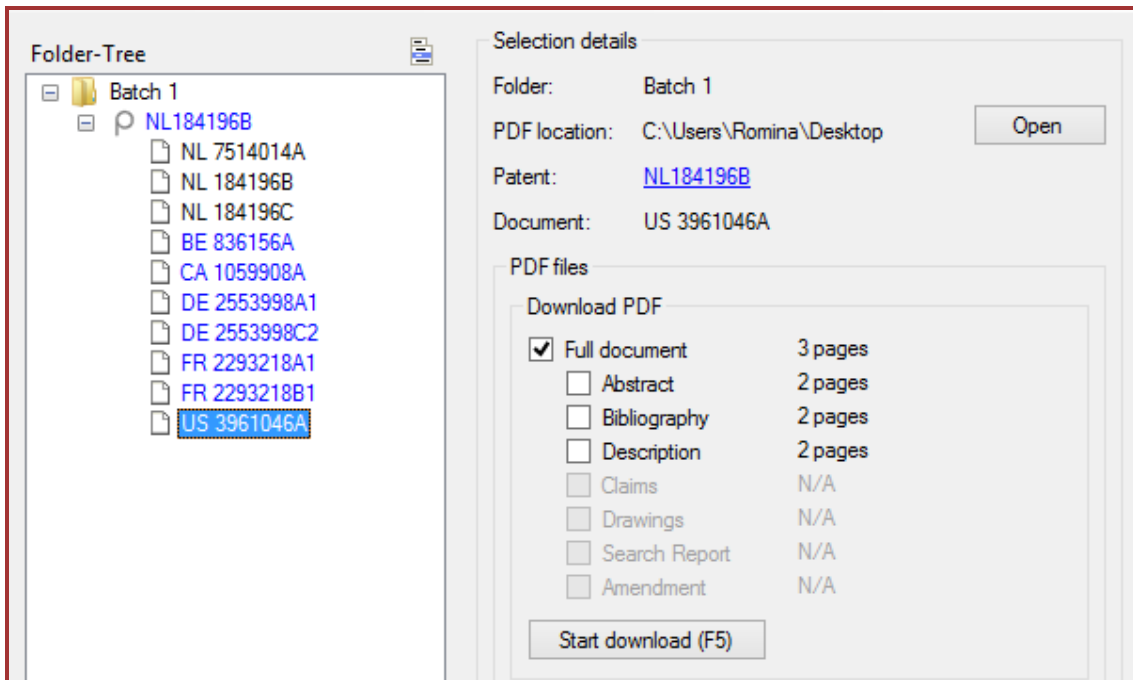 Folder-Tree
Batch 1
NL184196B
NL 7514014A
NL 184196B
NL 184196C
BE 836156A
CA 1059908A
DE 2553998A1
DE 2553998C2
FR 2293218A1
FR 2293218B1
US 3961046A
Selection details
Folder: Batch 1
PDF location: C:\Users\Romina\Desktop Open
Patent: NL184196B
Document: US 3961046A
PDF files
Download PDF
Full document 3 pages
Abstract 2 pages
Bibliography 2 pages
Description 2 pages
Claims N/A
Drawings N/A
Search Report N/A
Amendment N/A
Start download (F5)